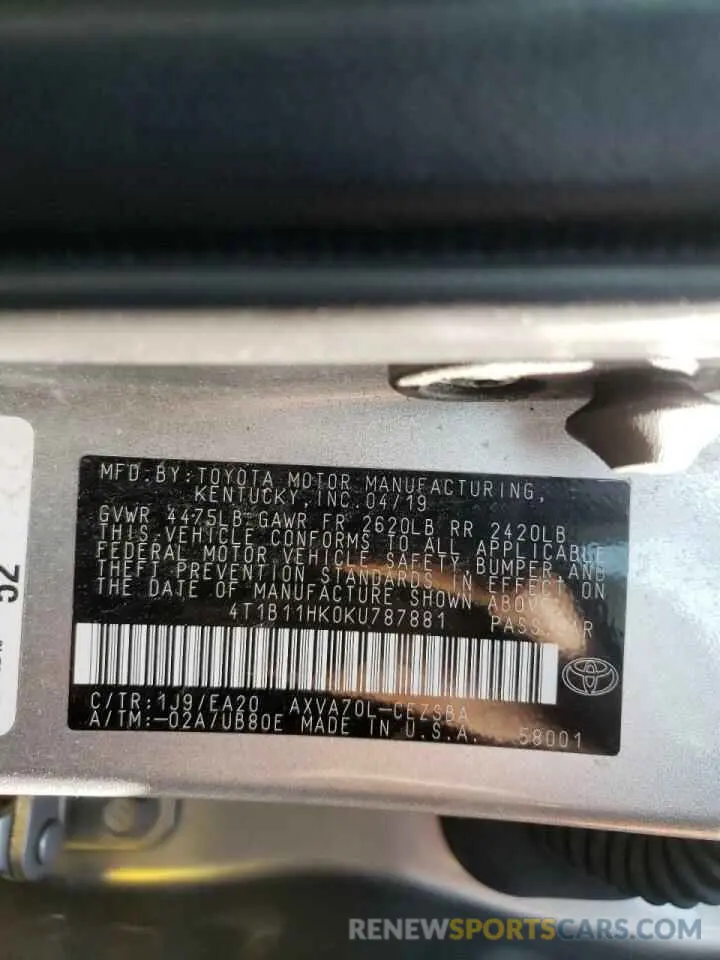 MFD.BY:TOYOTA MOTOR MANUFACTURING,
KENTUCKY,INC.04/19
GVWR 4475LB GAWR FR 2620LB RR 2420LB
THIS VEHICLE CONFORMS TO ALL APPLICABLE
FEDERAL MOTOR VEHICLE SAFETY BUMPER,AND
THEFT PREVENTION STANDARDS IN EFFECT ON
THE DATE OF MANUFACTURE SHOWN ABOVE.
4T1B11HK0KU787881
C/TR:1J9/EA20 AXVA70L-CEZSBA
A/TM:-02A/UB80E MADE IN U.S.A. 58001
52
RENEWSPORTSCARS.COM